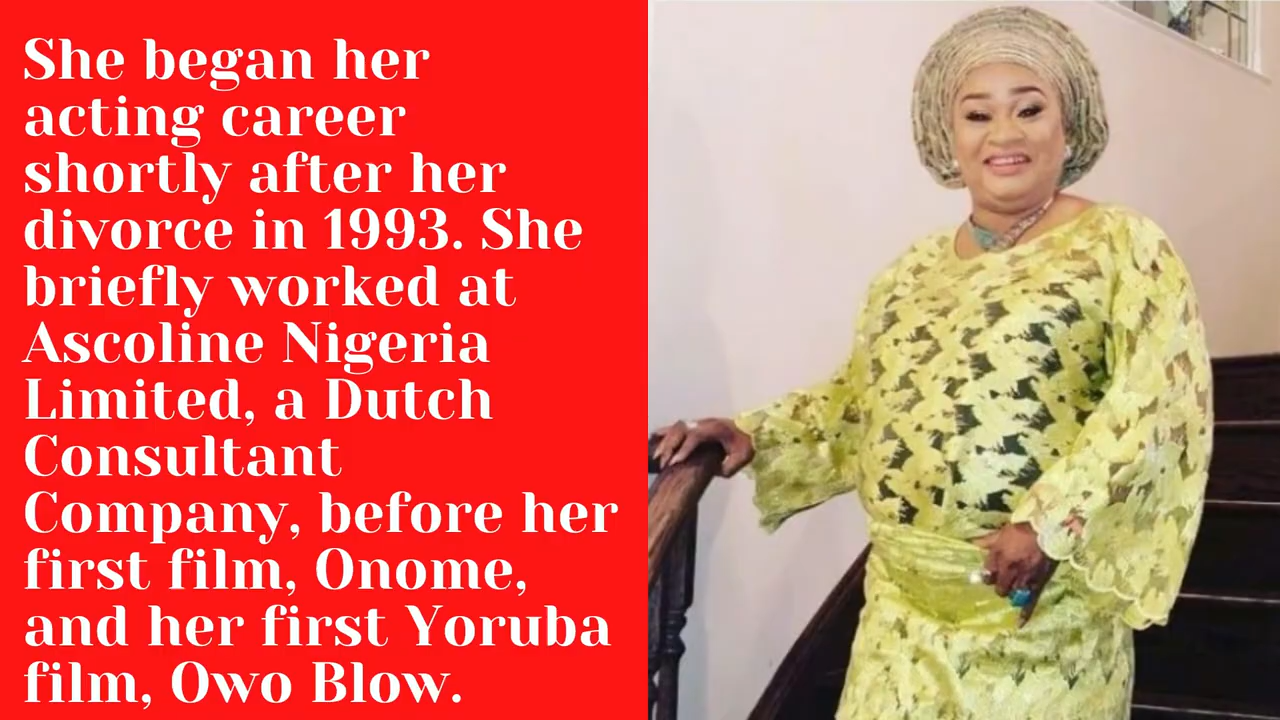 She began her
acting career
shortly after her
divorce in 1993. She
briefly worked at
Ascoline Nigeria
Limited, a Dutch
Consultant
Company, before her
first film, Onome,
and her first Yoruba
film, Owo Blow.